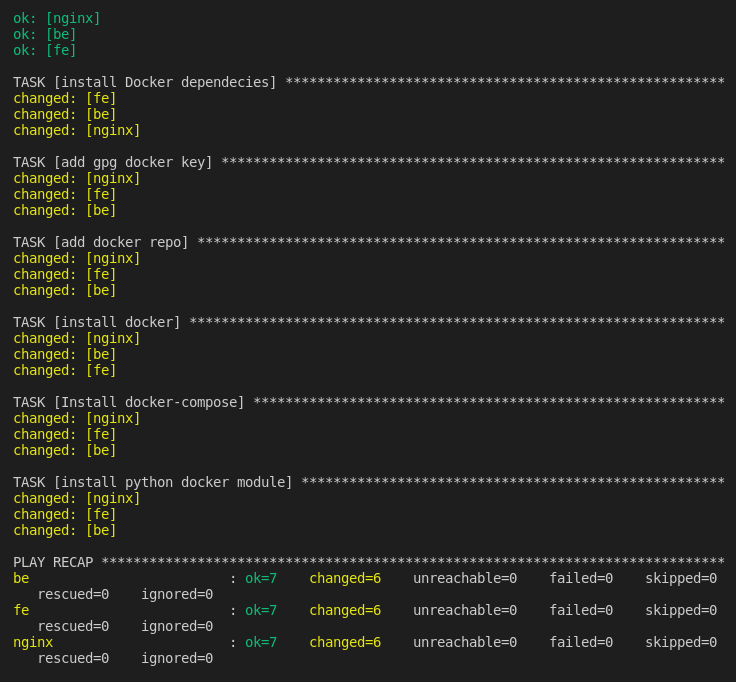 ok: [nginx]
ok: [be]
ok: [fe]
TASK [install Docker dependecies] *******************************************************
changed: [fe]
changed: [be]
changed: [nginx]
TASK [add gpg docker key] ***************************************************************
changed: [nginx]
changed: [fe]
changed: [be]
TASK [add docker repo] ******************************************************************
changed: [nginx]
changed: [fe]
changed: [be]
TASK [install docker] *******************************************************************
changed: [nginx]
changed: [be]
changed: [fe]
TASK [Install docker-compose] ***********************************************************
changed: [nginx]
changed: [fe]
changed: [be]
TASK [install python docker module] *****************************************************
changed: [nginx]
changed: [fe]
changed: [be]
PLAY RECAP ******************************************************************************
be                         : ok=7    changed=6    unreachable=0    failed=0    skipped=0
   rescued=0    ignored=0
fe                         : ok=7    changed=6    unreachable=0    failed=0    skipped=0
   rescued=0    ignored=0
nginx                      : ok=7    changed=6    unreachable=0    failed=0    skipped=0
   rescued=0    ignored=0